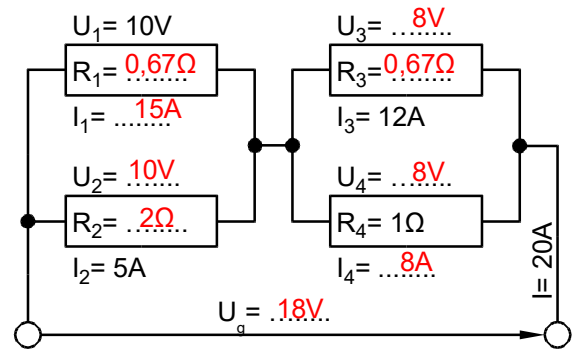 U1= 10V
R1= 0,67Ω
I1= 15A
U2= 10V
R2= 2Ω
I2= 5A
U3= 8V
R3= 0,67Ω
I3= 12A
U4= 8V
R4= 1Ω
I4= 8A
I= 20A
Ug = 18V